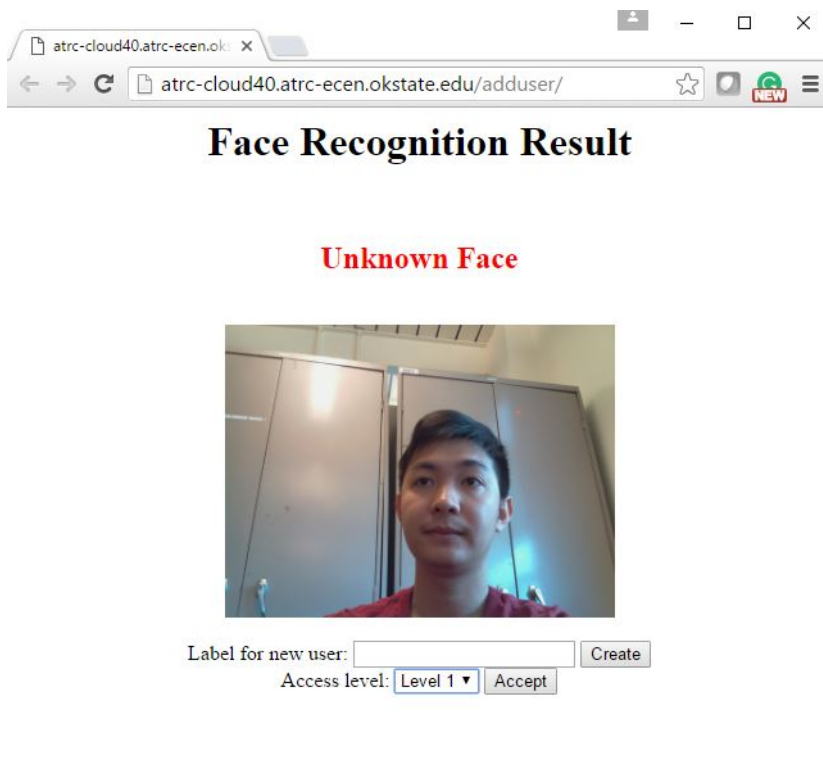 atrc-cloud40.atrc-ecen.ok
atrc-cloud40.atrc-ecen.okstate.edu/adduser/
NEW
Face Recognition Result
Unknown Face
Label for new user: Create
Access level: Level 1 Accept